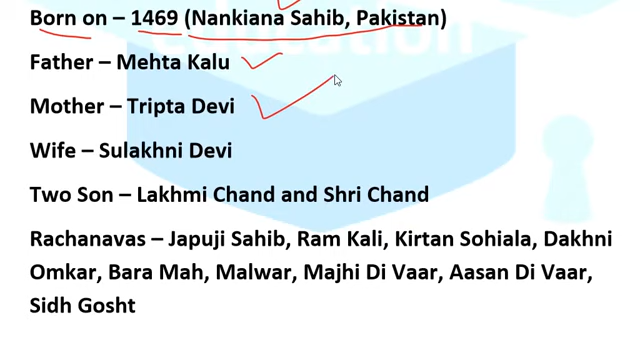 education
Born on – 1469 (Nankiana Sahib, Pakistan)
Father – Mehta Kalu
Mother – Tripta Devi
Wife – Sulakhni Devi
Two Son – Lakhmi Chand and Shri Chand
Rachanavas – Japuji Sahib, Ram Kali, Kirtan Sohiala, Dakhni
Omkar, Bara Mah, Malwar, Majhi Di Vaar, Aasan Di Vaar,
Sidh Gosht